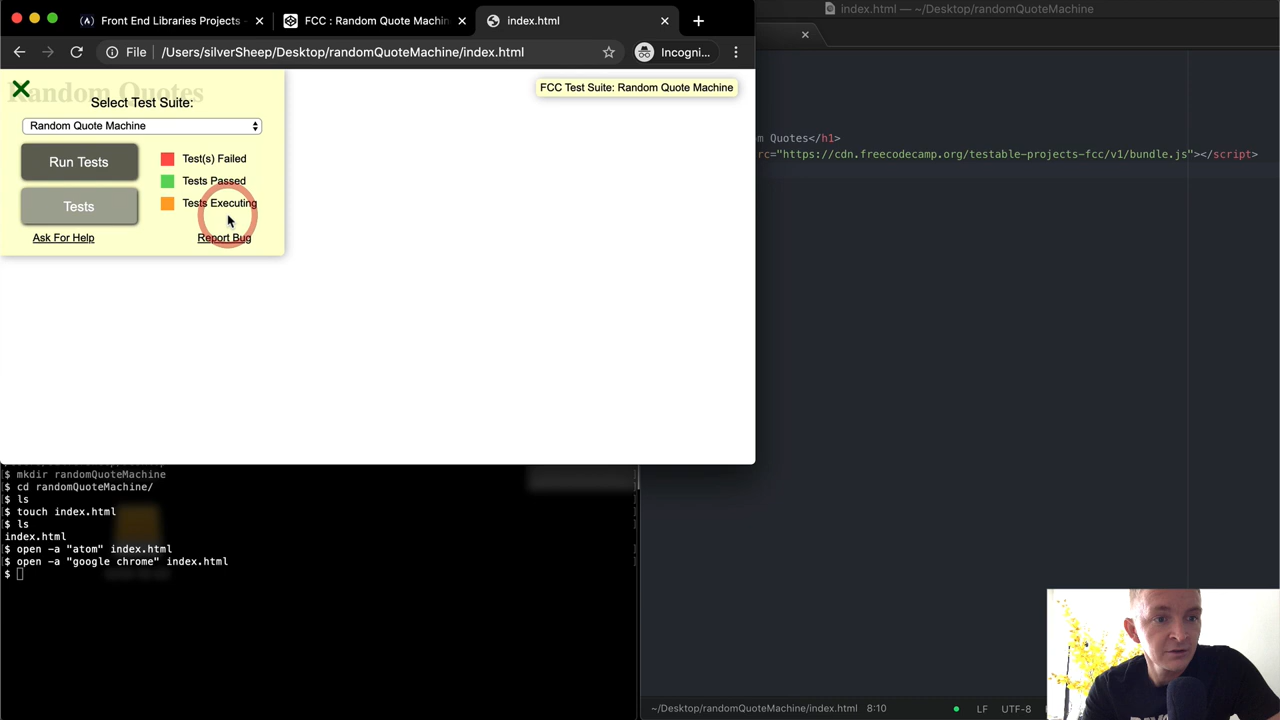 index.html — ~/Desktop/randomQuoteMachine
Front End Libraries Projects -
FCC : Random Quote Machine
index.html
File
/Users/silverSheep/Desktop/randomQuoteMachine/index.html
Incogni...
Random Quotes
Select Test Suite:
Random Quote Machine
Run Tests
Tests
Test(s) Failed
Tests Passed
Tests Executing
Ask For Help
Report Bug
FCC Test Suite: Random Quote Machine
m Quotes</h1>
rc="https://cdn.freecodecamp.org/testable-projects-fcc/v1/bundle.js"></script>
$ mkdir randomQuoteMachine
$ cd randomQuoteMachine/
$ ls
$ touch index.html
$ ls
index.html
$ open -a "atom" index.html
$ open -a "google chrome" index.html
$
~/Desktop/randomQuoteMachine/index.html 8:10
LF UTF-8